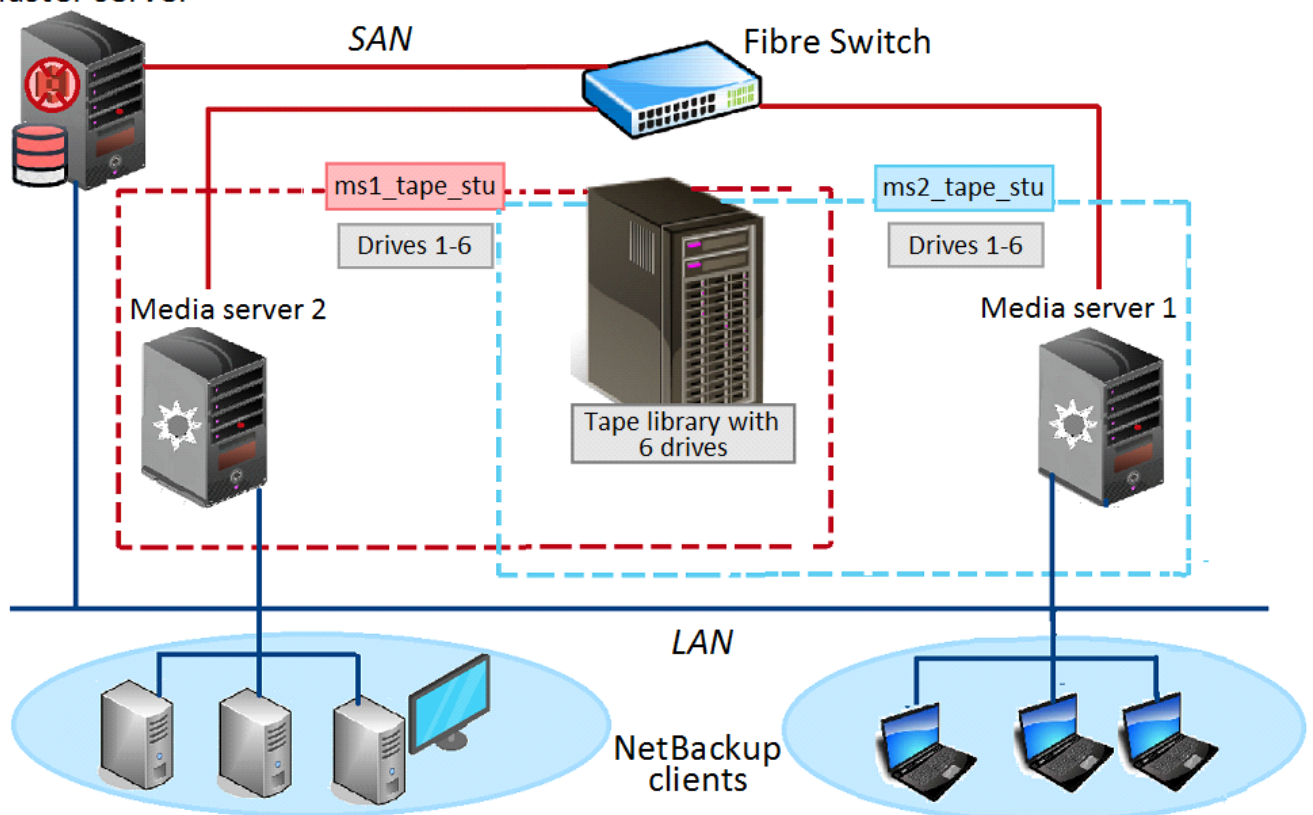 server
SAN
Fibre Switch
ms1_tape_stu
ms2_tape_stu
Drives 1-6
Drives 1-6
Media server 2
Media server 1
Tape library with
6 drives
LAN
NetBackup
clients